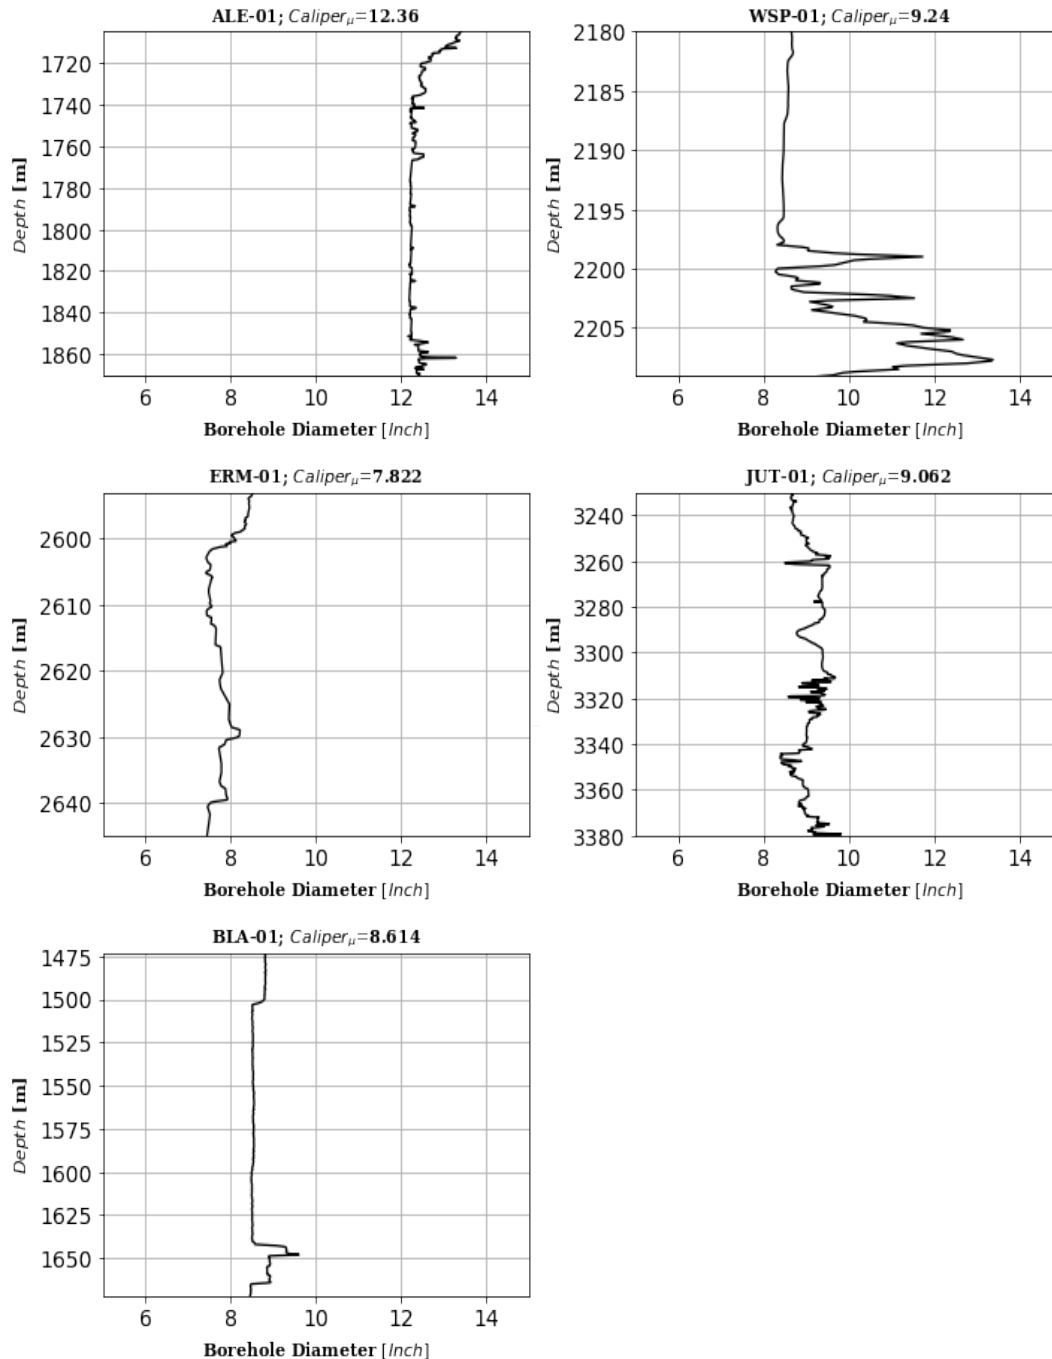 ALE-01; Caliperμ=12.36
1720
1740
1760
1780
1800
1820
1840
1860
Depth [m]
6 8 10 12 14
Borehole Diameter [Inch]
WSP-01; Caliperμ=9.24
2180
2185
2190
2195
2200
2205
Depth [m]
6 8 10 12 14
Borehole Diameter [Inch]
ERM-01; Caliperμ=7.822
2600
2610
2620
2630
2640
Depth [m]
6 8 10 12 14
Borehole Diameter [Inch]
JUT-01; Caliperμ=9.062
3240
3260
3280
3300
3320
3340
3360
3380
Depth [m]
6 8 10 12 14
Borehole Diameter [Inch]
BLA-01; Caliperμ=8.614
1475
1500
1525
1550
1575
1600
1625
1650
Depth [m]
6 8 10 12 14
Borehole Diameter [Inch]